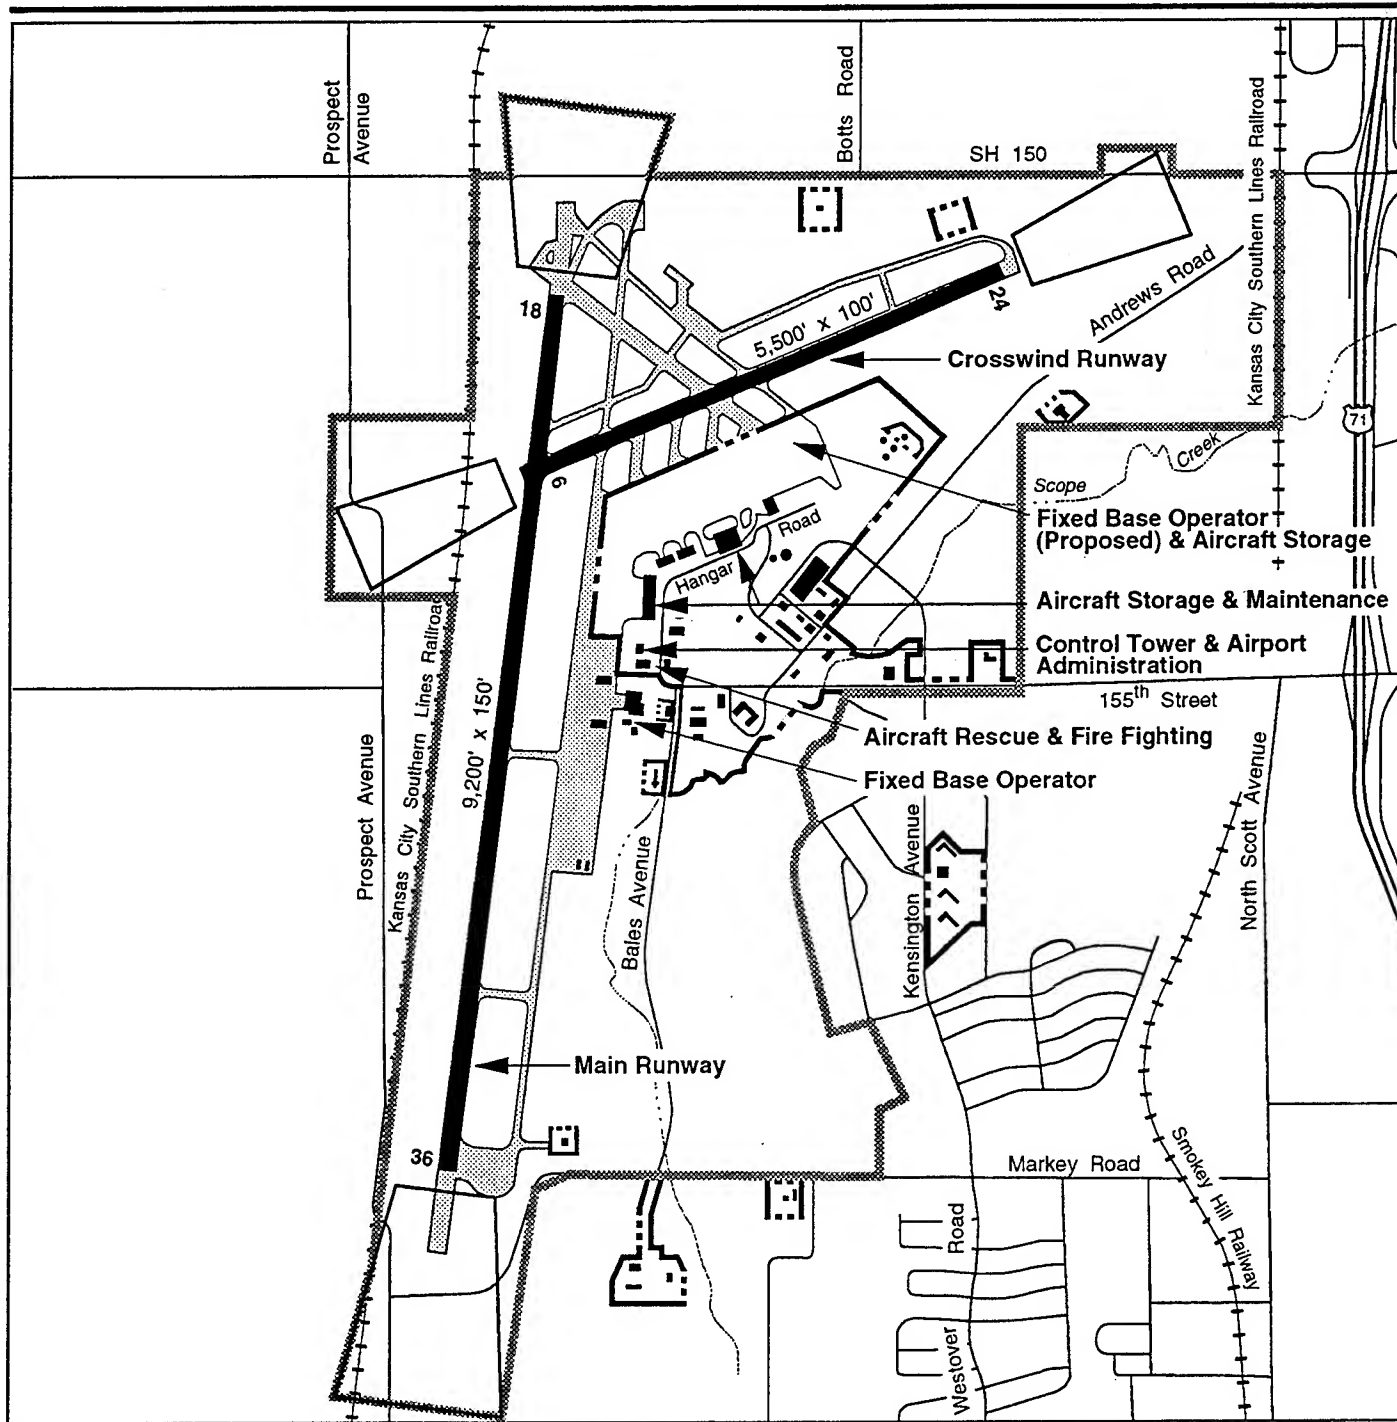 Prospect
Avenue
Botts Road
SH 150
Kansas City Southern Lines Railroad
18
24
5,500' x 100'
Andrews Road
Crosswind Runway
71
6
Creek
Scope
Fixed Base Operator
(Proposed) & Aircraft Storage
Hangar Road
Aircraft Storage & Maintenance
Control Tower & Airport
Administration
155th Street
Aircraft Rescue & Fire Fighting
Fixed Base Operator
9,200' x 150'
Prospect Avenue
Kansas City Southern Lines Railroad
Bales Avenue
Kensington Avenue
North Scott Avenue
Main Runway
36
Markey Road
Smokey Hill Railway
Westover Road